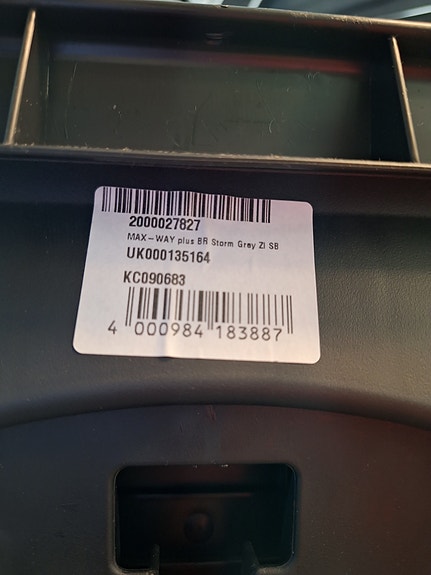 2000027827
MAX-WAY plus BR Storm Grey ZI SB
UK000135164
KC090683
4 000984 183887